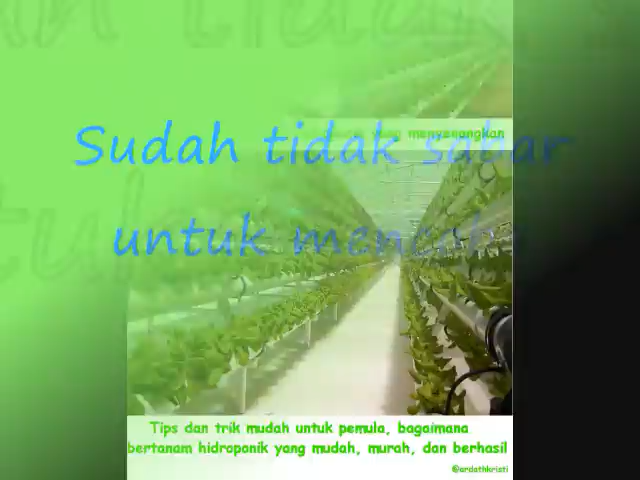 menyenangkan
Sudah tidak sabar
untuk mencoba
Tips dan trik mudah untuk pemula, bagaimana
bertanam hidroponik yang mudah, murah, dan berhasil
@ardathkristi